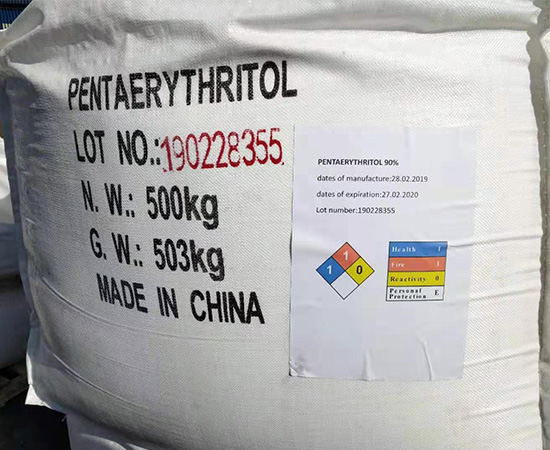 PENTAERYTHRITOL
LOT NO.:190228355
N. W.: 500kg
G. W.: 503kg
MADE IN CHINA
PENTAERYTHRITOL 90%
dates of manufacture:28.02.2019
dates of expiration:27.02.2020
Lot number:190228355
1
1 0
Health 1
Fire 1
Reactivity 0
Personal
Protection E